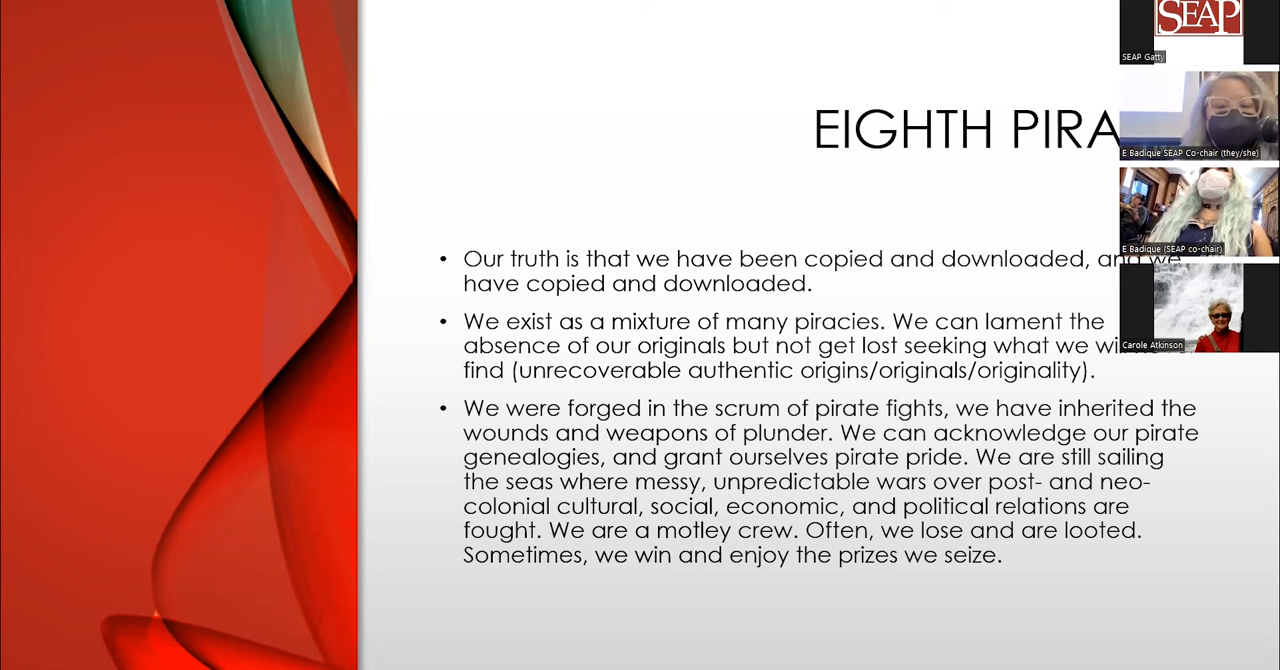 EIGHTH PIRA
• Our truth is that we have been copied and downloaded, and we
have copied and downloaded.
• We exist as a mixture of many piracies. We can lament the
absence of our originals but not get lost seeking what we
find (unrecoverable authentic origins/originals/originality).
• We were forged in the scrum of pirate fights, we have inherited the
wounds and weapons of plunder. We can acknowledge our pirate
genealogies, and grant ourselves pirate pride. We are still sailing
the seas where messy, unpredictable wars over post- and neo-
colonial cultural, social, economic, and political relations are
fought. We are a motley crew. Often, we lose and are looted.
Sometimes, we win and enjoy the prizes we seize.
SEAP
SEAP Gatty
E Badique SEAP Co-chair (they/she)
E Badique (SEAP co-chair)
Carole Atkinson